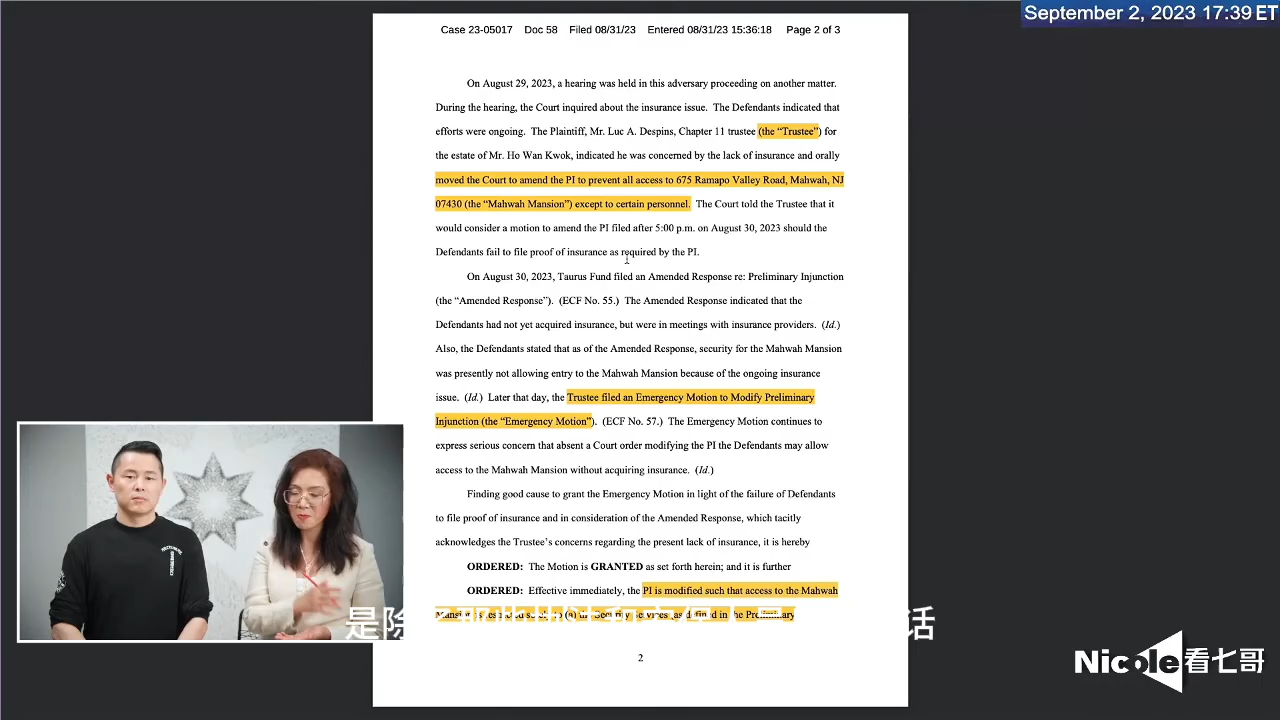 September 2, 2023 17:39 ET
Case 23-05017 Doc 58 Filed 08/31/23 Entered 08/31/23 15:36:18 Page 2 of 3
On August 29, 2023, a hearing was held in this adversary proceeding on another matter.
During the hearing, the Court inquired about the insurance issue. The Defendants indicated that
efforts were ongoing. The Plaintiff, Mr. Luc A. Despins, Chapter 11 trustee (the “Trustee”) for
the estate of Mr. Ho Wan Kwok, indicated he was concerned by the lack of insurance and orally
moved the Court to amend the PI to prevent all access to 675 Ramapo Valley Road, Mahwah, NJ
07430 (the “Mahwah Mansion”) except to certain personnel. The Court told the Trustee that it
would consider a motion to amend the PI filed after 5:00 p.m. on August 30, 2023 should the
Defendants fail to file proof of insurance as required by the PI.
On August 30, 2023, Taurus Fund filed an Amended Response re: Preliminary Injunction
(the “Amended Response”). (ECF No. 55.) The Amended Response indicated that the
Defendants had not yet acquired insurance, but were in meetings with insurance providers. (Id.)
Also, the Defendants stated that as of the Amended Response, security for the Mahwah Mansion
was presently not allowing entry to the Mahwah Mansion because of the ongoing insurance
issue. (Id.) Later that day, the Trustee filed an Emergency Motion to Modify Preliminary
Injunction (the “Emergency Motion”). (ECF No. 57.) The Emergency Motion continues to
express serious concern that absent a Court order modifying the PI the Defendants may allow
access to the Mahwah Mansion without acquiring insurance. (Id.)
Finding good cause to grant the Emergency Motion in light of the failure of Defendants
to file proof of insurance and in consideration of the Amended Response, which tacitly
acknowledges the Trustee’s concerns regarding the present lack of insurance, it is hereby
ORDERED: The Motion is GRANTED as set forth herein; and it is further
ORDERED: Effective immediately, the PI is modified such that access to the Mahwah
(as defined in the Preliminary
是除
话
2
Nicole看七哥